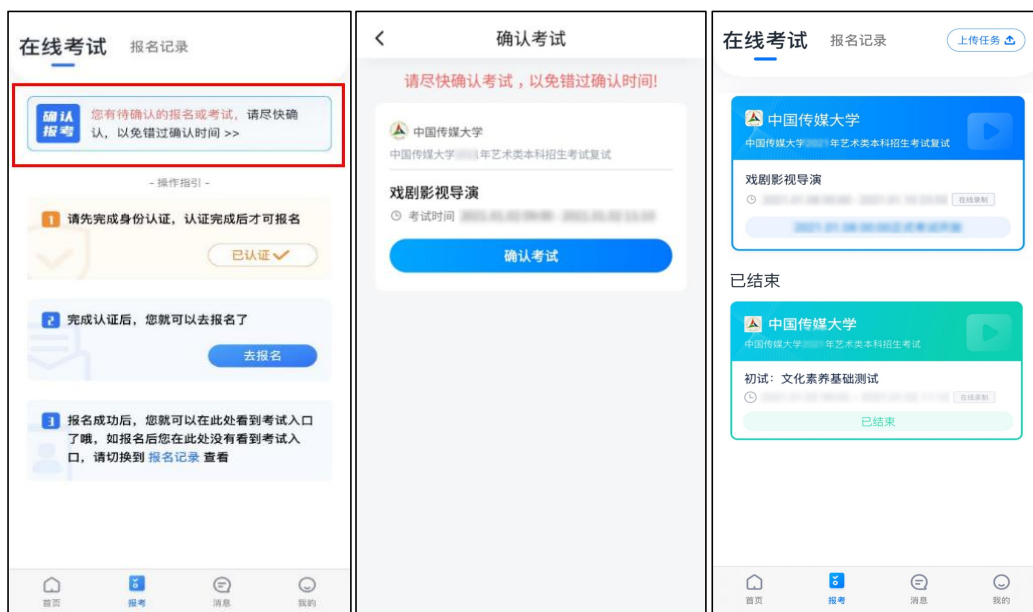 在线考试 报名记录
确认
报考
您有待确认的报名或考试，请尽快确
认，以免错过确认时间 >>
- 操作指引 -
1 请先完成身份认证，认证完成后才可报名
已认证
2 完成认证后，您就可以去报名了
去报名
3 报名成功后，您就可以在此处看到考试入口
了哦，如报名后您在此处没有看到考试入
口，请切换到 报名记录 查看
首页 报考 消息 我的
确认考试
请尽快确认考试，以免错过确认时间!
中国传媒大学
中国传媒大学 年艺术类本科招生考试复试
戏剧影视导演
考试时间
确认考试
在线考试 报名记录 上传任务
中国传媒大学
中国传媒大学 年艺术类本科招生考试复试
戏剧影视导演
在线录制
已结束
中国传媒大学
中国传媒大学 年艺术类本科招生考试
初试：文化素养基础测试
在线录制
已结束
首页 报考 消息 我的